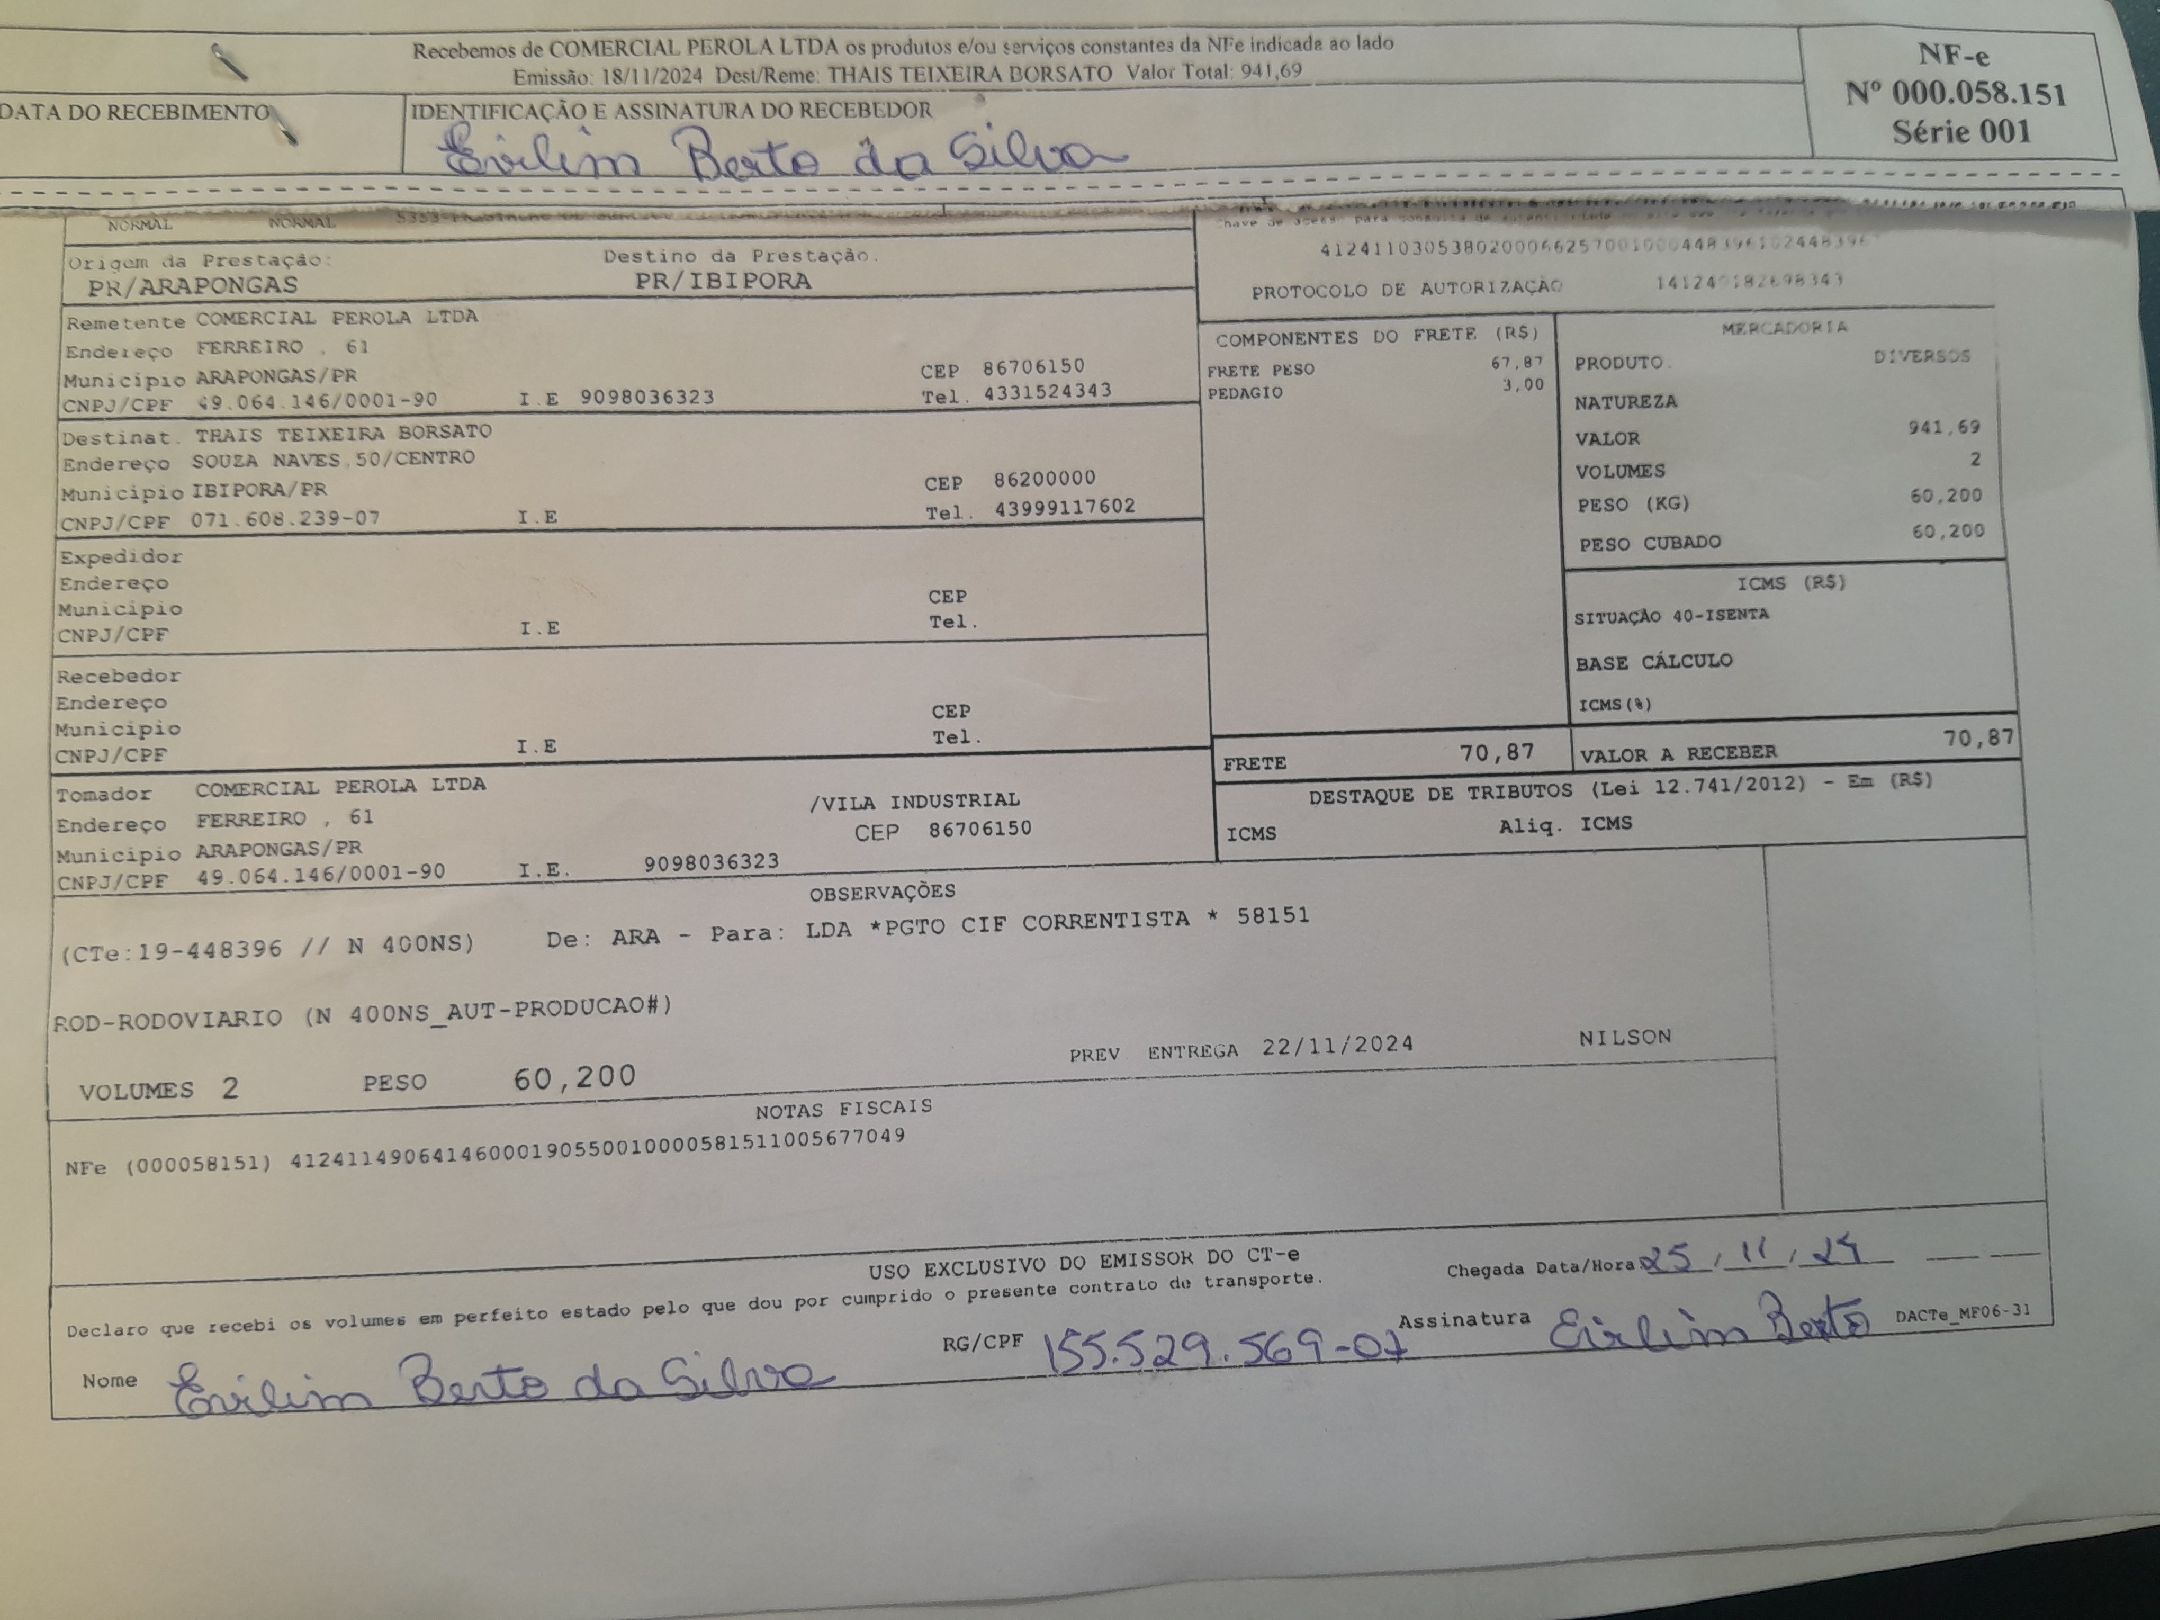 Recebemos de COMERCIAL PEROLA LTDA os produtos e/ou serviços constantes da NFe indicada ao lado
Emissão: 18/11/2024 Dest/Reme: THAIS TEIXEIRA BORSATO Valor Total: 941,69
NF-e
Nº 000.058.151
Série 001
DATA DO RECEBIMENTO
IDENTIFICAÇÃO E ASSINATURA DO RECEBEDOR
Evilim Berto da Silva
NORMAL NORMAL
Origem da Prestação:
PR/ARAPONGAS
Destino da Prestação.
PR/IBIPORA
PROTOCOLO DE AUTORIZAÇÃO
Remetente COMERCIAL PEROLA LTDA
Endereço FERREIRO , 61
Município ARAPONGAS/PR CEP 86706150
CNPJ/CPF 49.064.146/0001-90 I.E 9098036323 Tel. 4331524343
Destinat. THAIS TEIXEIRA BORSATO
Endereço SOUZA NAVES,50/CENTRO
Município IBIPORA/PR CEP 86200000
CNPJ/CPF 071.608.239-07 I.E Tel. 43999117602
Expedidor
Endereço
Município CEP
CNPJ/CPF I.E Tel.
Recebedor
Endereço
Município CEP
CNPJ/CPF I.E Tel.
Tomador COMERCIAL PEROLA LTDA
Endereço FERREIRO , 61 /VILA INDUSTRIAL
Município ARAPONGAS/PR CEP 86706150
CNPJ/CPF 49.064.146/0001-90 I.E. 9098036323
COMPONENTES DO FRETE (R$)
FRETE PESO 67,87
PEDAGIO 3,00
MERCADORIA
PRODUTO. DIVERSOS
NATUREZA
VALOR 941,69
VOLUMES 2
PESO (KG) 60,200
PESO CUBADO 60,200
ICMS (R$)
SITUAÇÃO 40-ISENTA
BASE CÁLCULO
ICMS(%)
FRETE 70,87
VALOR A RECEBER 70,87
DESTAQUE DE TRIBUTOS (Lei 12.741/2012) - Em (R$)
ICMS Aliq. ICMS
OBSERVAÇÕES
(CTe:19-448396 // N 400NS) De: ARA - Para: LDA *PGTO CIF CORRENTISTA * 58151
ROD-RODOVIARIO (N 400NS_AUT-PRODUCAO#)
PREV ENTREGA 22/11/2024 NILSON
VOLUMES 2 PESO 60,200
NOTAS FISCAIS
NFe (000058151) 41241149064146000190550010000581511005677049
USO EXCLUSIVO DO EMISSOR DO CT-e
Declaro que recebi os volumes em perfeito estado pelo que dou por cumprido o presente contrato de transporte.
Chegada Data/Hora 25/11/24
Nome Evilim Berto da Silva
RG/CPF 155.529.569-07
Assinatura Evilim Berto
DACTe_MF06-31